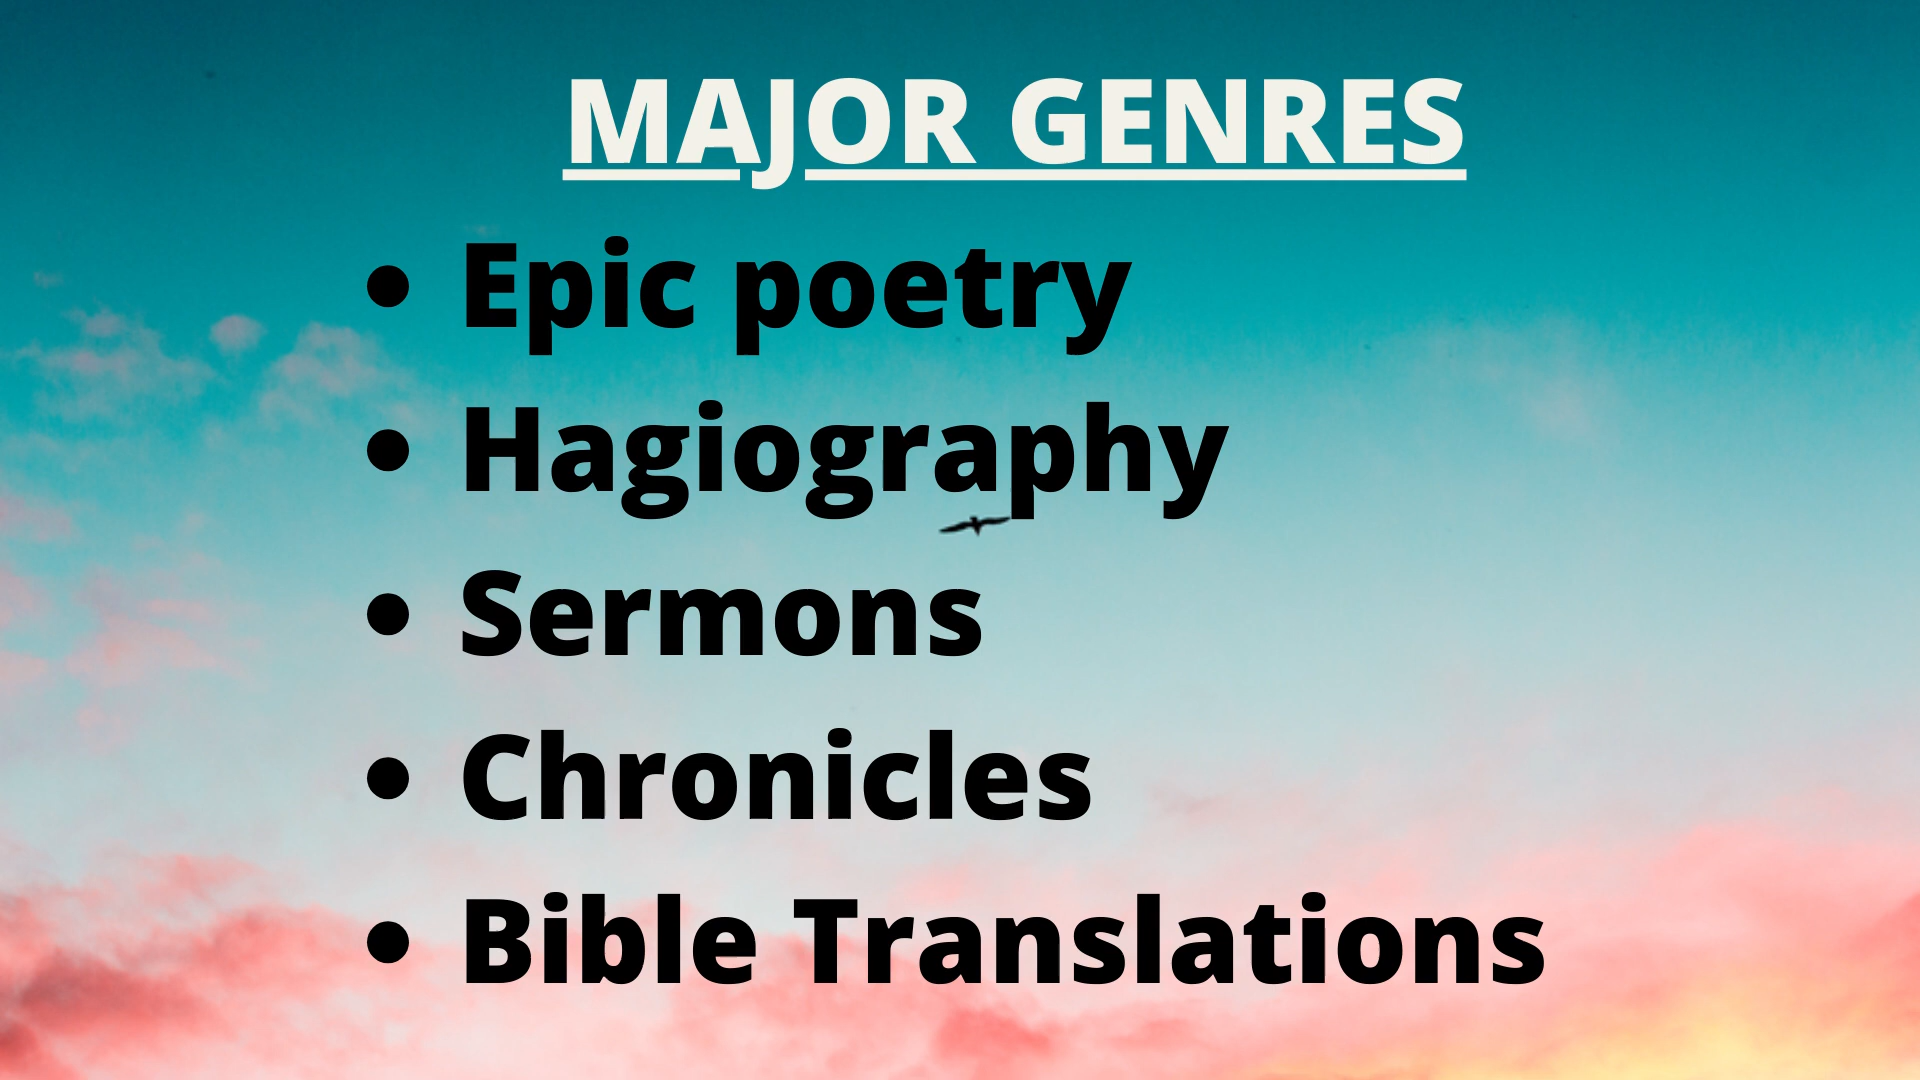 MAJOR GENRES
• Epic poetry
• Hagiography
• Sermons
• Chronicles
• Bible Translations